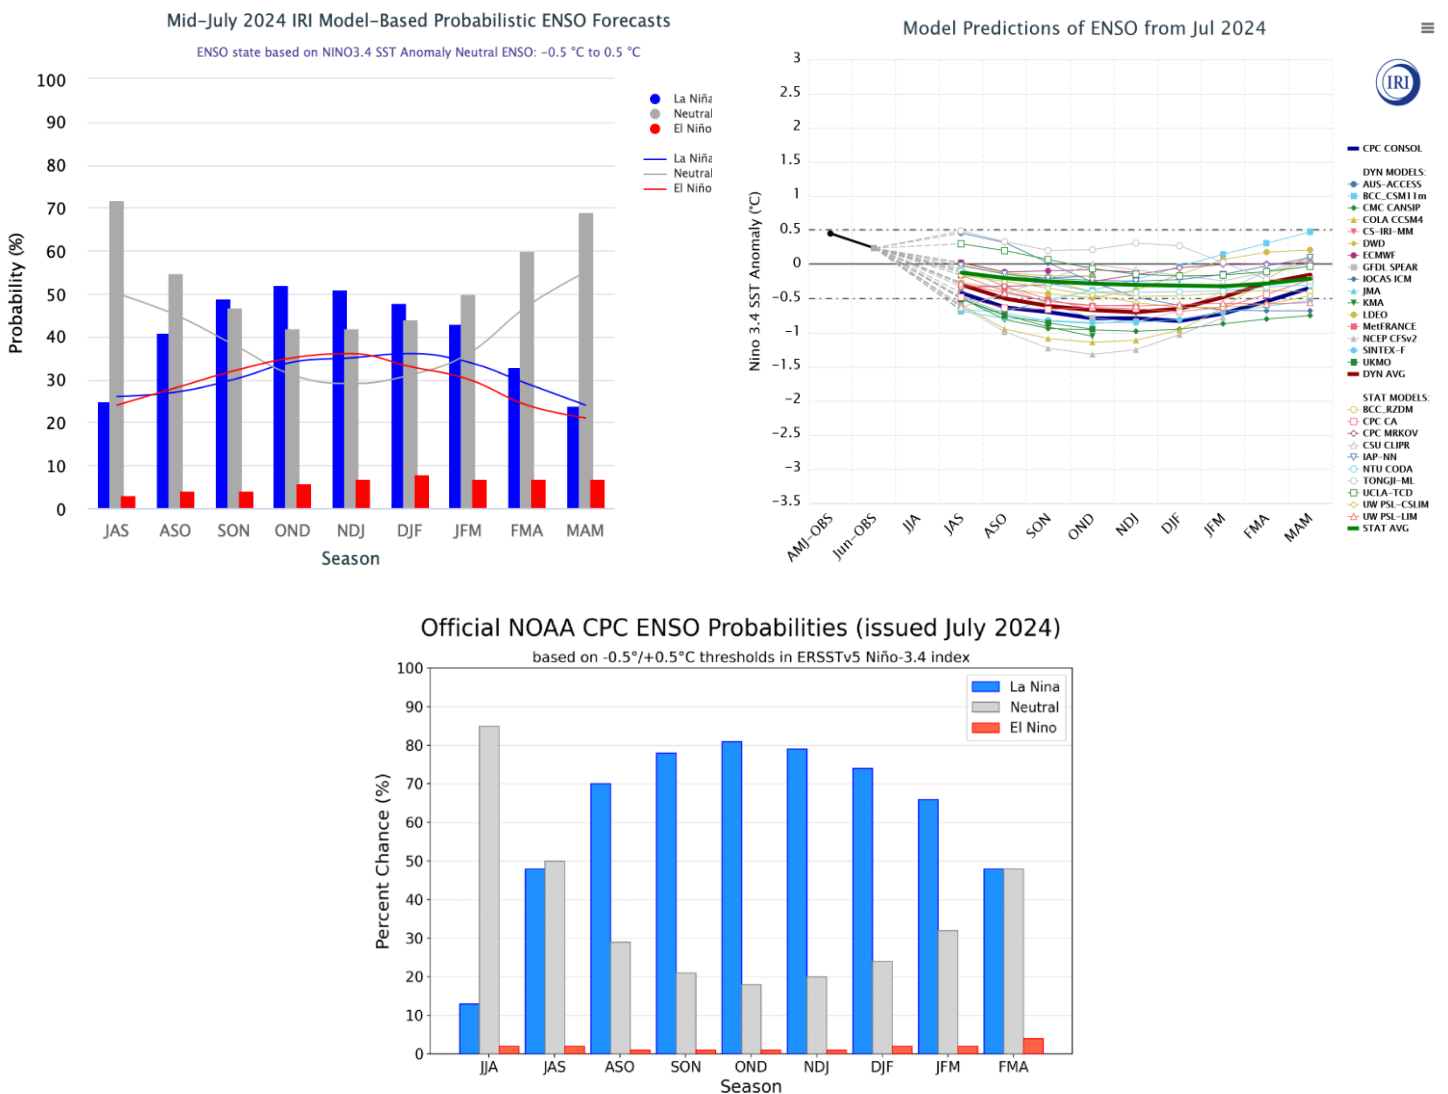 Mid-July 2024 IRI Model-Based Probabilistic ENSO Forecasts
ENSO state based on NINO3.4 SST Anomaly Neutral ENSO: -0.5 °C to 0.5 °C
Probability (%)
100
90
80
70
60
50
40
30
20
10
0
JAS ASO SON OND NDJ DJF JFM FMA MAM
Season
La Niña
Neutral
El Niño
La Niña
Neutral
El Niño
Model Predictions of ENSO from Jul 2024
IRI
Nino 3.4 SST Anomaly (°C)
3
2.5
2
1.5
1
0.5
0
-0.5
-1
-1.5
-2
-2.5
-3
-3.5
AMJ-OBS Jun-OBS JJA JAS ASO SON OND NDJ DJF JFM FMA MAM
CPC CONSOL
DYN MODELS:
AUS-ACCESS
BCC_CSM11m
CMC CANSIP
COLA CCSM4
CS-IRI-MM
DWD
ECMWF
GFDL SPEAR
IOCAS ICM
JMA
KMA
LDEO
MetFRANCE
NCEP CFSv2
SINTEX-F
UKMO
DYN AVG
STAT MODELS:
BCC_RZDM
CPC CA
CPC MRKOV
CSU CLIPR
IAP-NN
NTU CODA
TONGJI-ML
UCLA-TCD
UW PSL-CSLIM
UW PSL-LIM
STAT AVG
Official NOAA CPC ENSO Probabilities (issued July 2024)
based on -0.5°/+0.5°C thresholds in ERSSTv5 Niño-3.4 index
Percent Chance (%)
100
90
80
70
60
50
40
30
20
10
0
La Nina
Neutral
El Nino
JJA JAS ASO SON OND NDJ DJF JFM FMA
Season